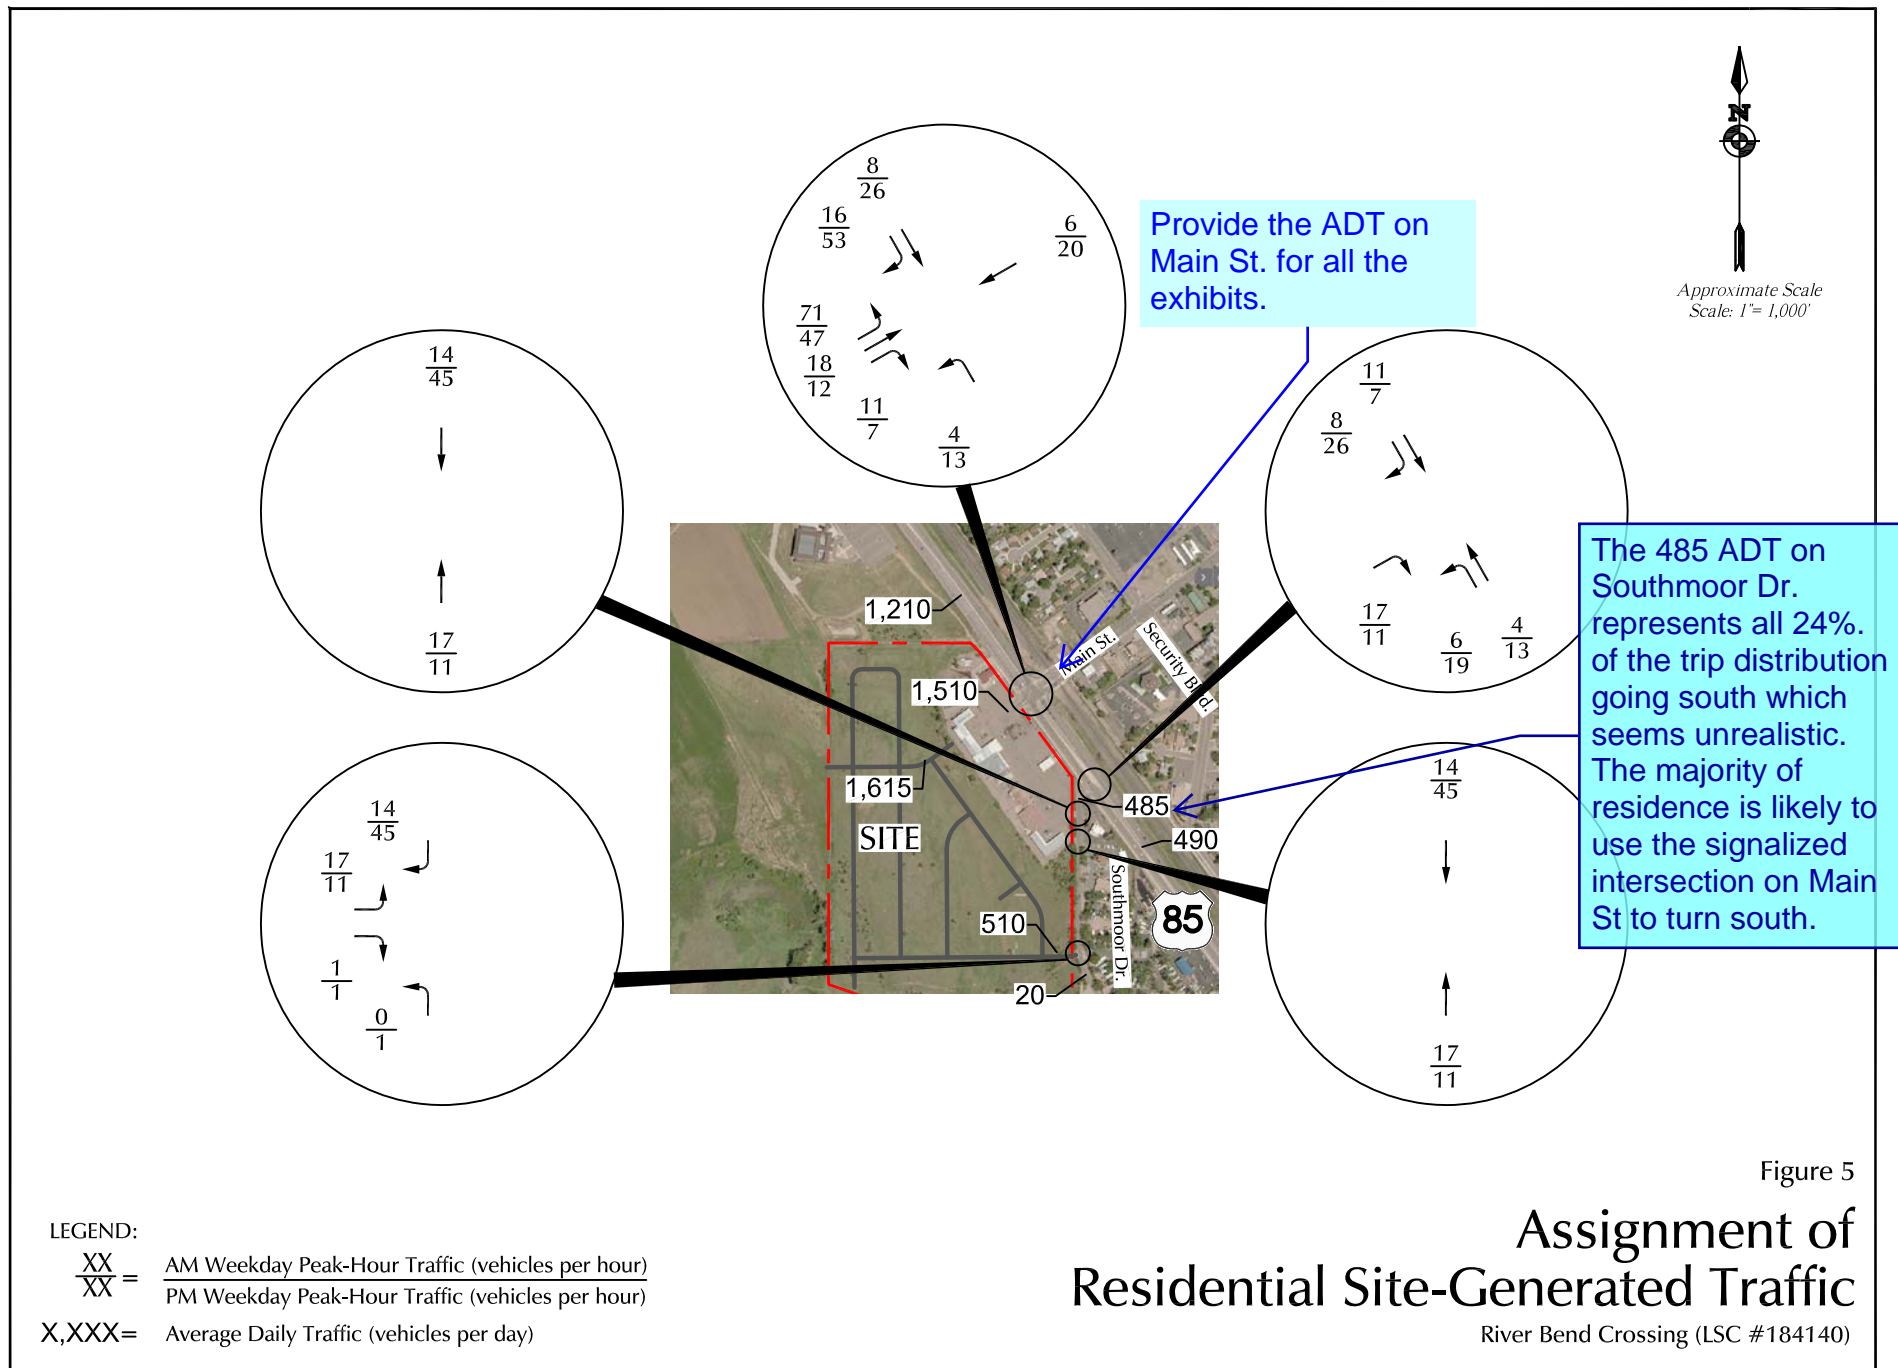 N
Approximate Scale
Scale: 1"= 1,000'
8
26
16
53
6
20
71
47
18
12
11
7
4
13
Provide the ADT on
Main St. for all the
exhibits.
14
45
17
11
11
7
8
26
17
11
6
19
4
13
The 485 ADT on
Southmoor Dr.
represents all 24%.
of the trip distribution
going south which
seems unrealistic.
The majority of
residence is likely to
use the signalized
intersection on Main
St to turn south.
1,210
Main St.
Security Blvd.
1,510
1,615
485
SITE
490
Southmoor Dr.
85
510
20
14
45
17
11
1
1
0
1
14
45
17
11
Figure 5
Assignment of
Residential Site-Generated Traffic
River Bend Crossing (LSC #184140)
LEGEND:
XX
XX
= AM Weekday Peak-Hour Traffic (vehicles per hour)
PM Weekday Peak-Hour Traffic (vehicles per hour)
X,XXX= Average Daily Traffic (vehicles per day)